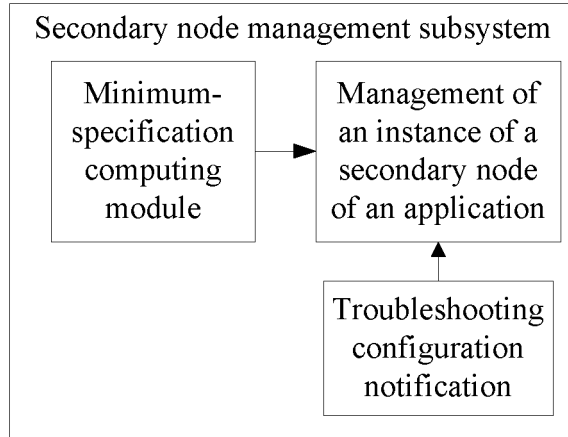 Secondary node management subsystem
Minimum-
specification
computing
module
Management of
an instance of a
secondary node
of an application
Troubleshooting
configuration
notification